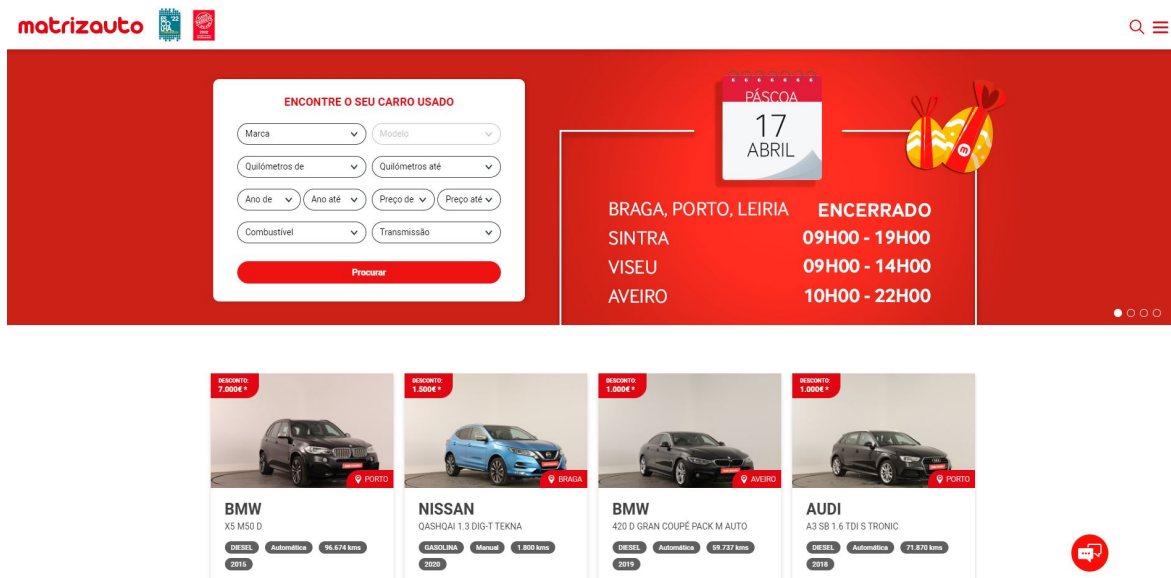 matrizauto
ENCONTRE O SEU CARRO USADO
Marca
Modelo
Quilómetros de
Quilómetros até
Ano de
Ano até
Preço de
Preço até
Combustível
Transmissão
Procurar
PÁSCOA
17
ABRIL
BRAGA, PORTO, LEIRIA ENCERRADO
SINTRA 09H00 - 19H00
VISEU 09H00 - 14H00
AVEIRO 10H00 - 22H00
DESCONTO:
7.000€ *
PORTO
BMW
X5 M50 D
DIESEL Automática 96.674 kms
2015
DESCONTO:
1.500€ *
BRAGA
NISSAN
QASHQAI 1.3 DIG-T TEKNA
GASOLINA Manual 1.800 kms
2020
DESCONTO:
1.000€ *
AVEIRO
BMW
420 D GRAN COUPÉ PACK M AUTO
DIESEL Automática 59.737 kms
2019
DESCONTO:
1.000€ *
PORTO
AUDI
A3 SB 1.6 TDI S TRONIC
DIESEL Automática 71.870 kms
2018